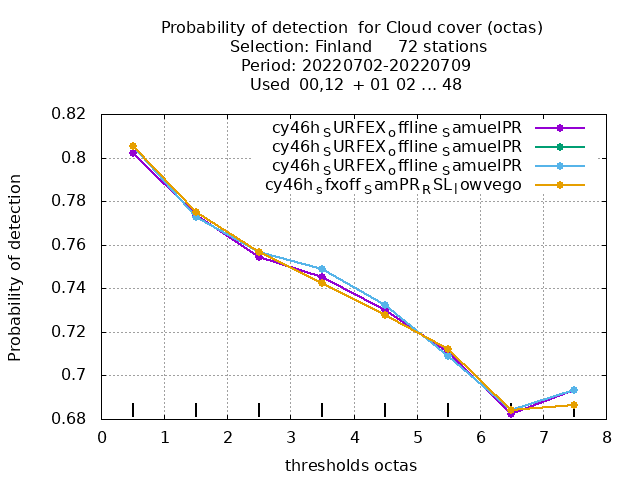 Probability of detection  for Cloud cover (octas)
Selection: Finland     72 stations
Period: 20220702-20220709
Used  00,12  + 01 02 ... 48
cy46h_SURFEX_offline_SamuelPR
cy46h_SURFEX_offline_SamuelPR
cy46h_SURFEX_offline_SamuelPR
cy46h_sfxoff_SamPR_RSL_lowvego
Probability of detection
0.82
0.8
0.78
0.76
0.74
0.72
0.7
0.68
0 1 2 3 4 5 6 7 8
thresholds octas